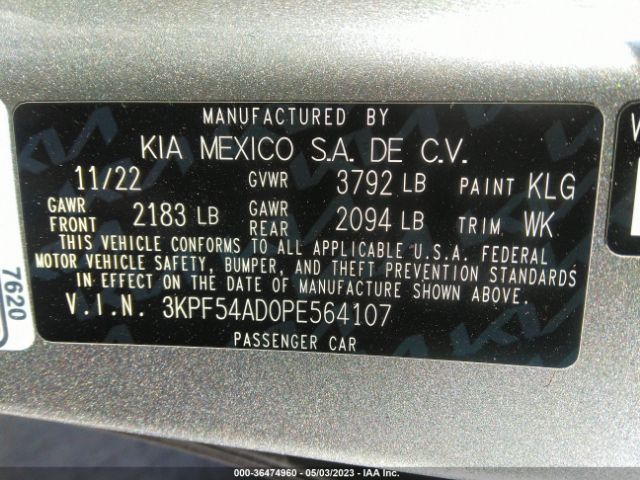 MANUFACTURED BY
KIA MEXICO S.A. DE C.V.
11/22 GVWR 3792 LB PAINT KLG
GAWR FRONT 2183 LB GAWR REAR 2094 LB TRIM WK
THIS VEHICLE CONFORMS TO ALL APPLICABLE U.S.A. FEDERAL
MOTOR VEHICLE SAFETY, BUMPER, AND THEFT PREVENTION STANDARDS
IN EFFECT ON THE DATE OF MANUFACTURE SHOWN ABOVE.
V.I.N. 3KPF54AD0PE564107
PASSENGER CAR
7620
000-36474960 - 05/03/2023 - IAA Inc.